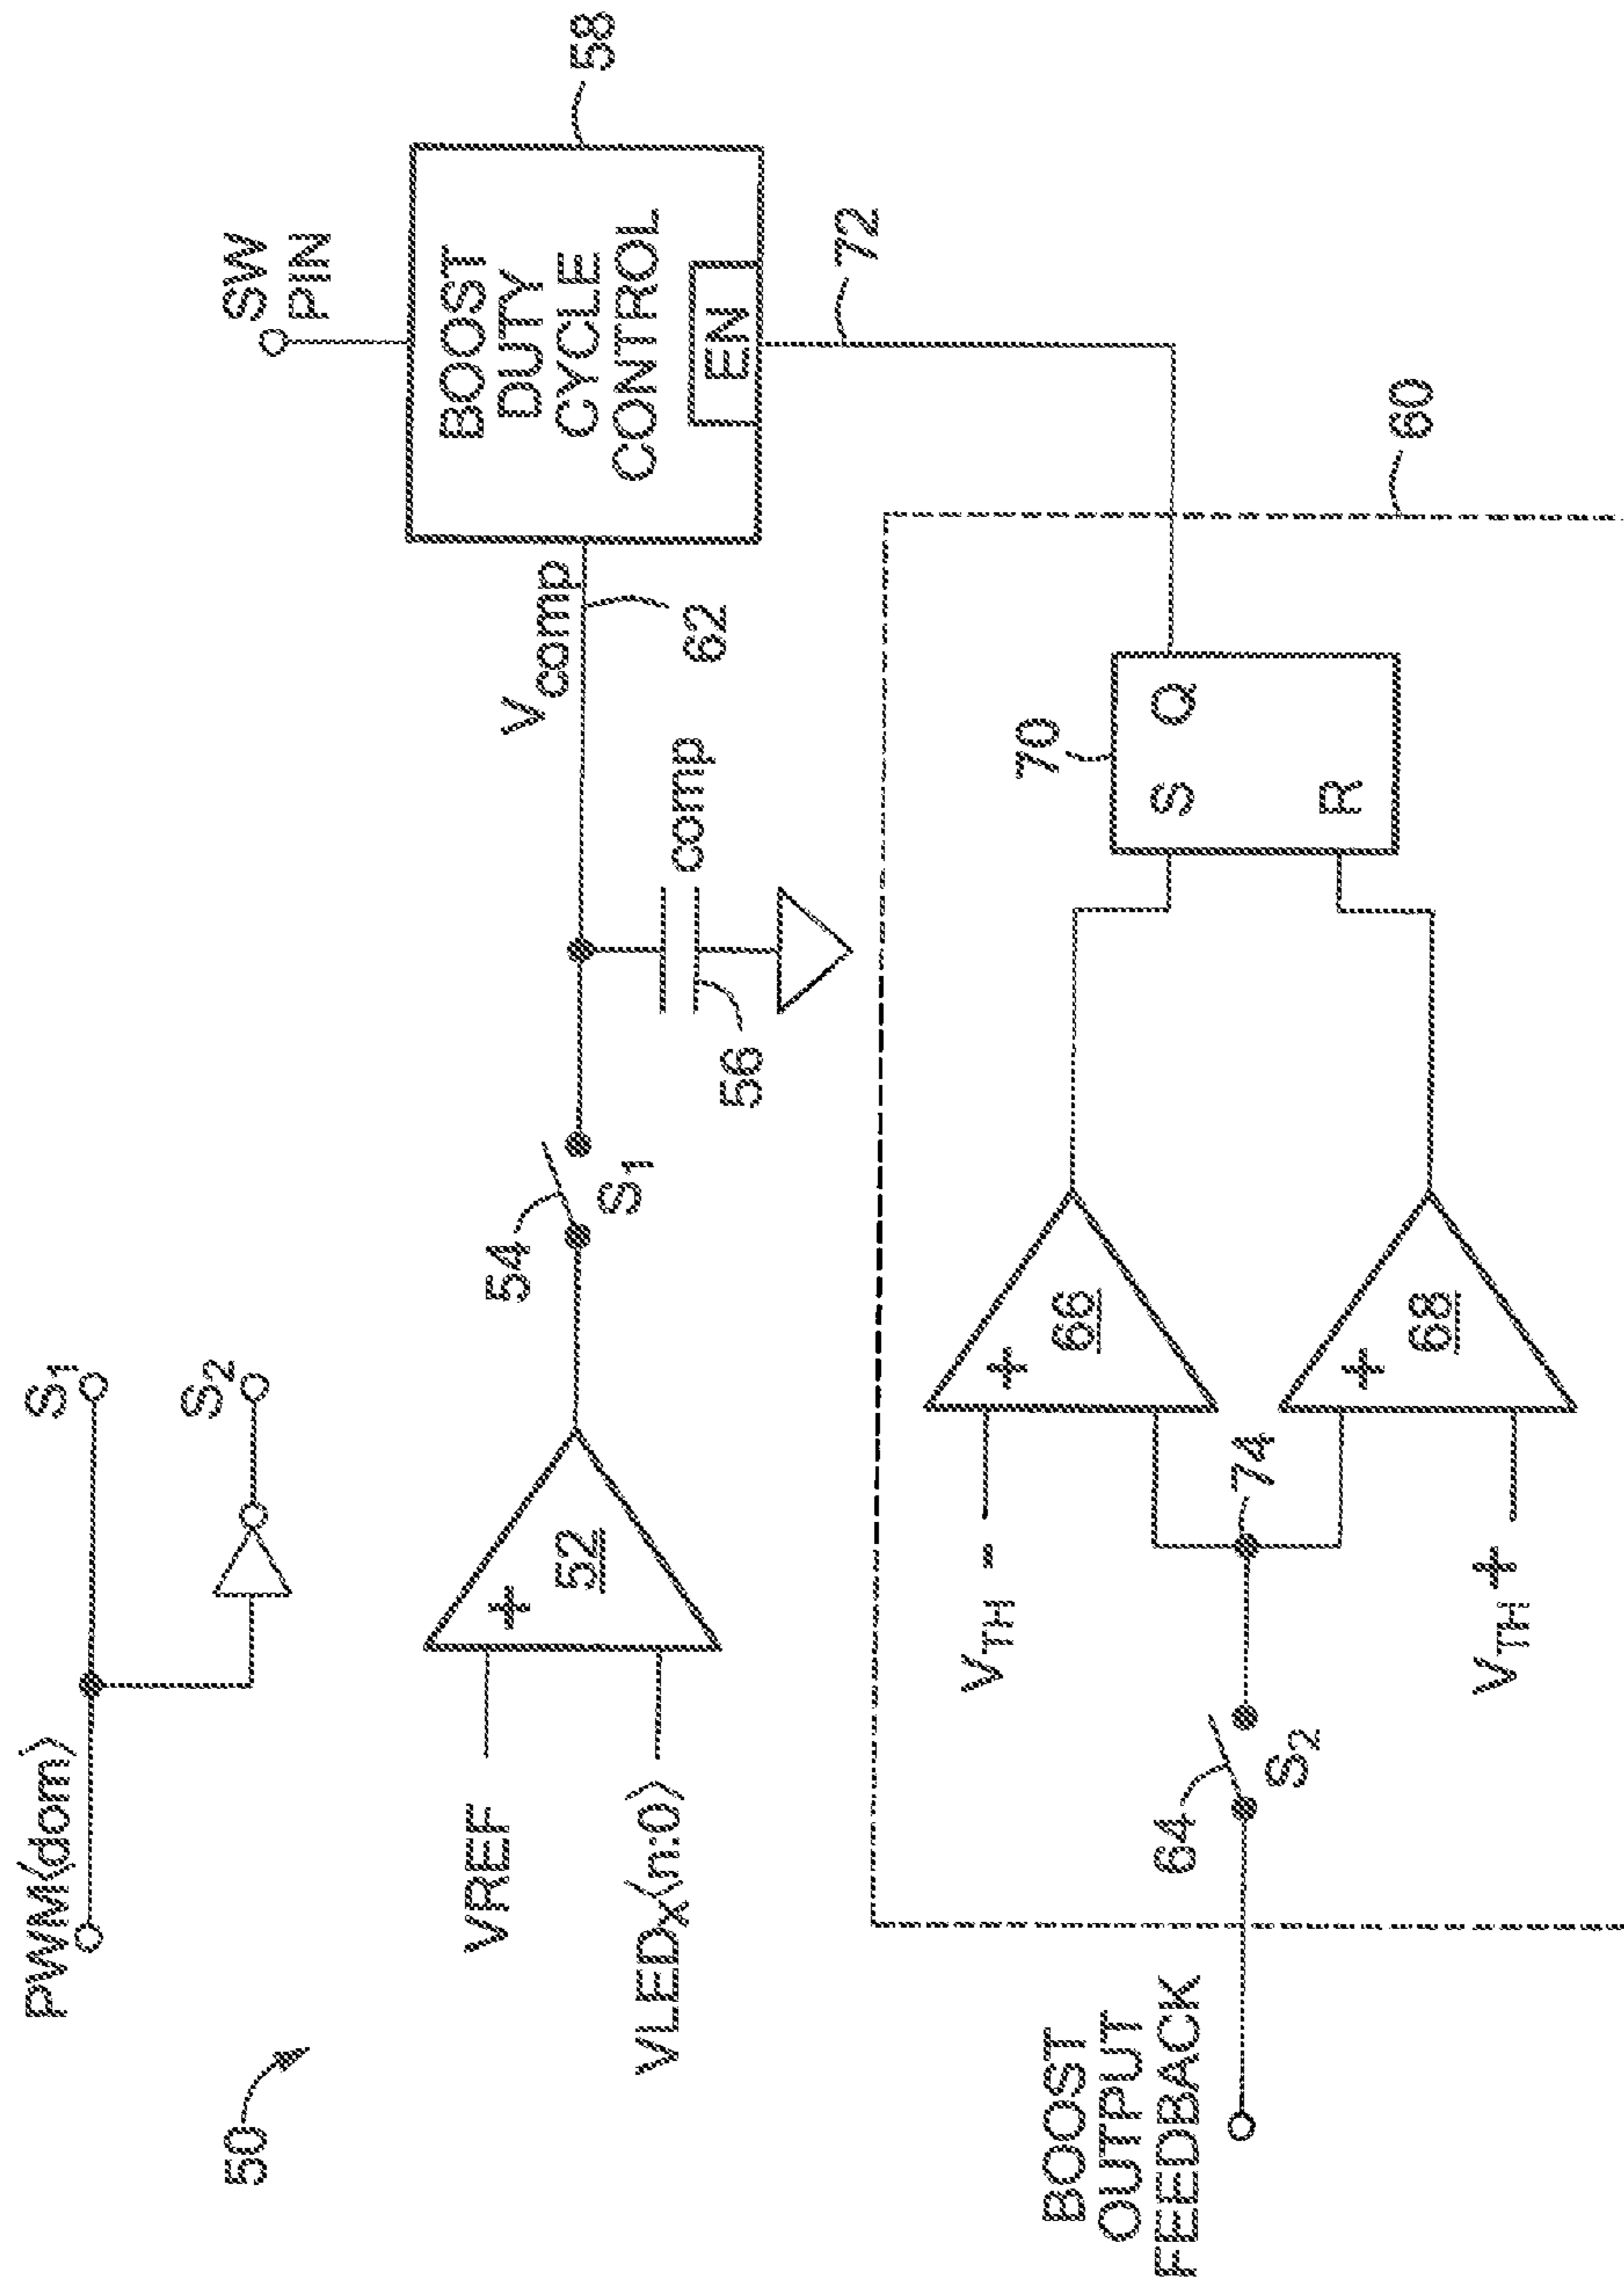 50
PWM⟨dom⟩
S1
S2
VREF
VLEDX⟨n:0⟩
+
52
54
S1
56
comp
Vcomp
62
SW
PIN
BOOST
DUTY
CYCLE
CONTROL
EN
58
72
60
BOOST
OUTPUT
FEEDBACK
64
S2
74
VTH -
VTH +
+
66
+
68
70
S Q
R